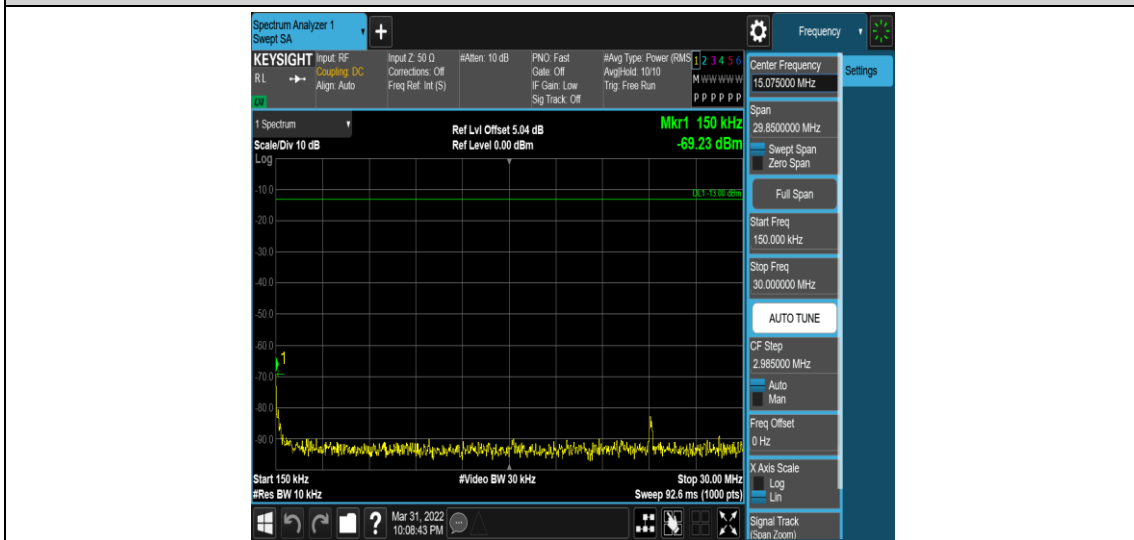 Spectrum Analyzer 1
Swept SA
+
Frequency
KEYSIGHT Input: RF
Coupling: DC
Align: Auto
RL
LXI
Input Z: 50 Ω
Corrections: Off
Freq Ref: Int (S)
#Atten: 10 dB
PNO: Fast
Gate: Off
IF Gain: Low
Sig Track: Off
#Avg Type: Power (RMS
Avg|Hold: 10/10
Trig: Free Run
1 2 3 4 5 6
M W W W W W
P P P P P P
Center Frequency
15.075000 MHz
Settings
1 Spectrum
Scale/Div 10 dB
Log
Ref Lvl Offset 5.04 dB
Ref Level 0.00 dBm
Mkr1 150 kHz
-69.23 dBm
Span
29.8500000 MHz
Swept Span
Zero Span
Full Span
DL1 -13.00 dBm
-10.0
-20.0
-30.0
-40.0
-50.0
-60.0
-70.0
-80.0
-90.0
1
Start Freq
150.000 kHz
Stop Freq
30.000000 MHz
AUTO TUNE
CF Step
2.985000 MHz
Auto
Man
Freq Offset
0 Hz
X Axis Scale
Log
Lin
Signal Track
(Span Zoom)
Start 150 kHz
#Video BW 30 kHz
Stop 30.00 MHz
#Res BW 10 kHz
Sweep 92.6 ms (1000 pts)
?
Mar 31, 2022
10:08:43 PM